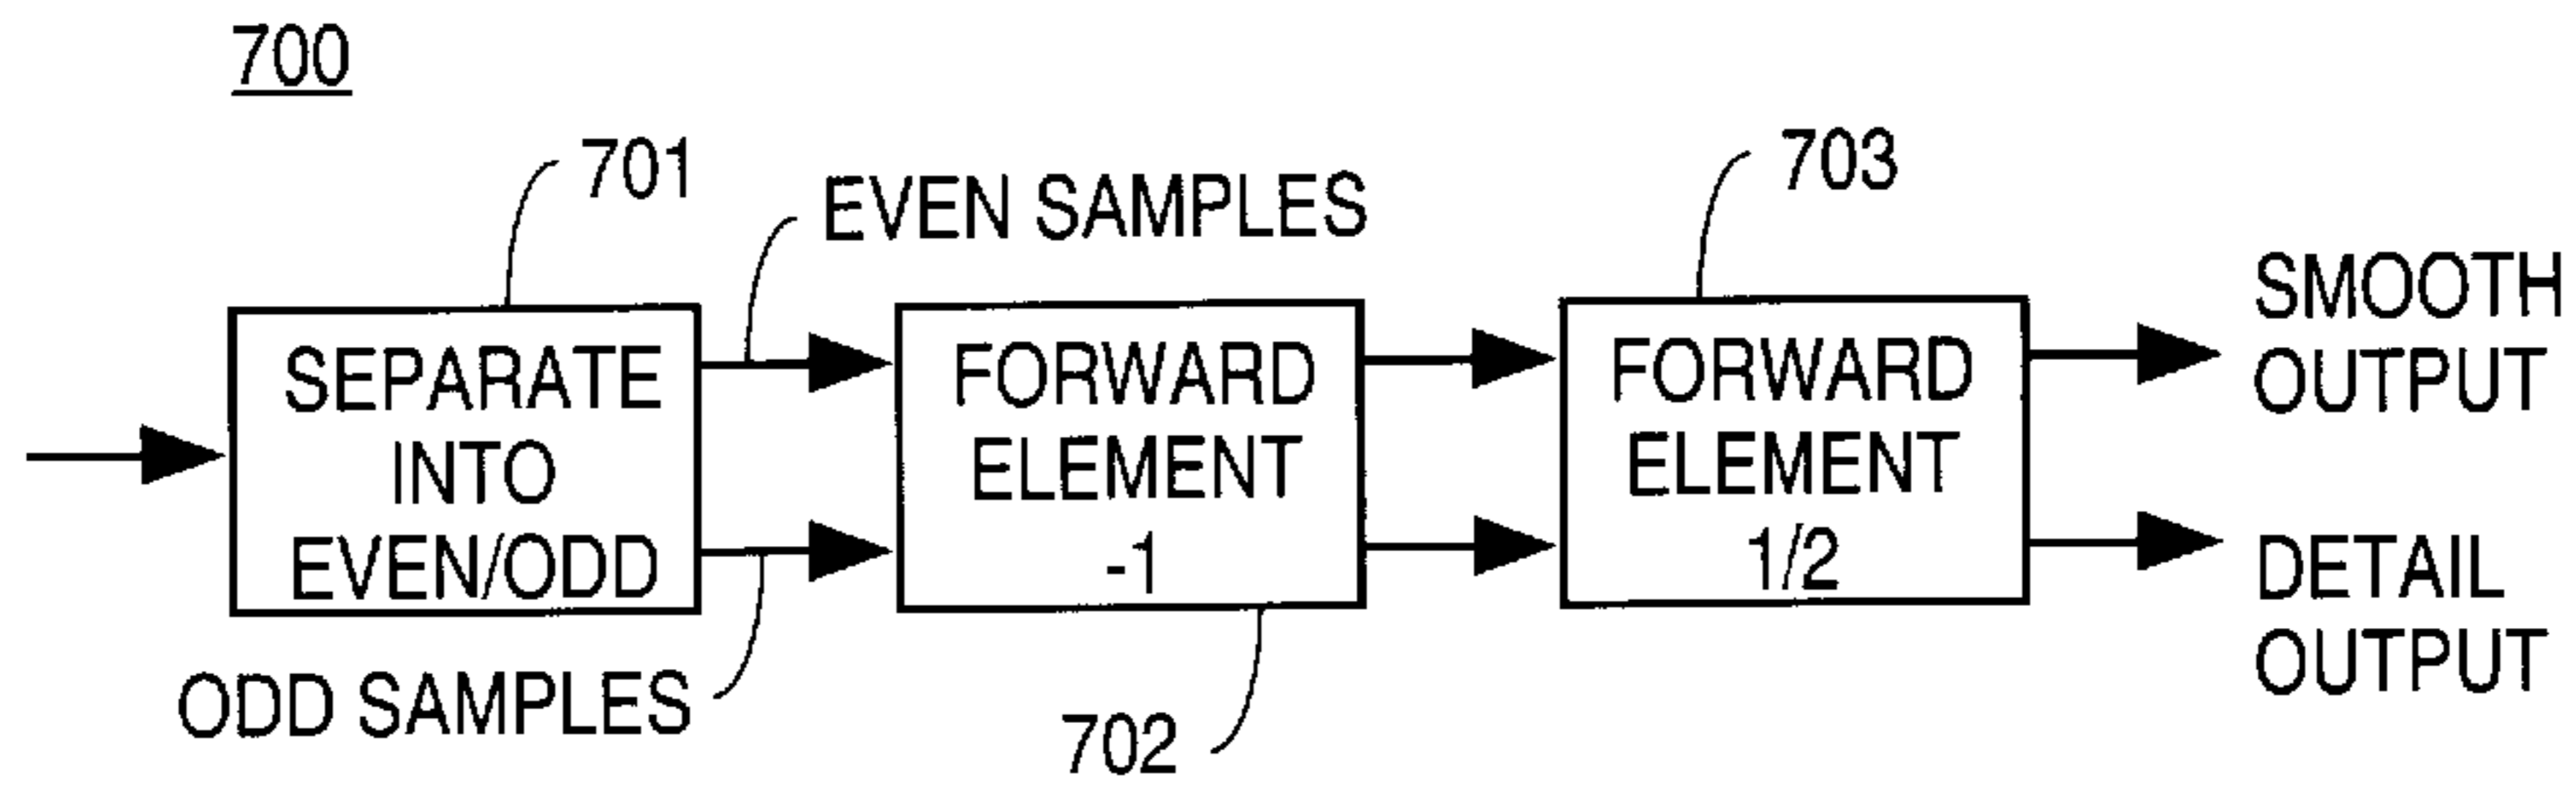 700
701
EVEN SAMPLES
703
SEPARATE
INTO
EVEN/ODD
FORWARD
ELEMENT
-1
FORWARD
ELEMENT
1/2
SMOOTH
OUTPUT
DETAIL
OUTPUT
ODD SAMPLES
702